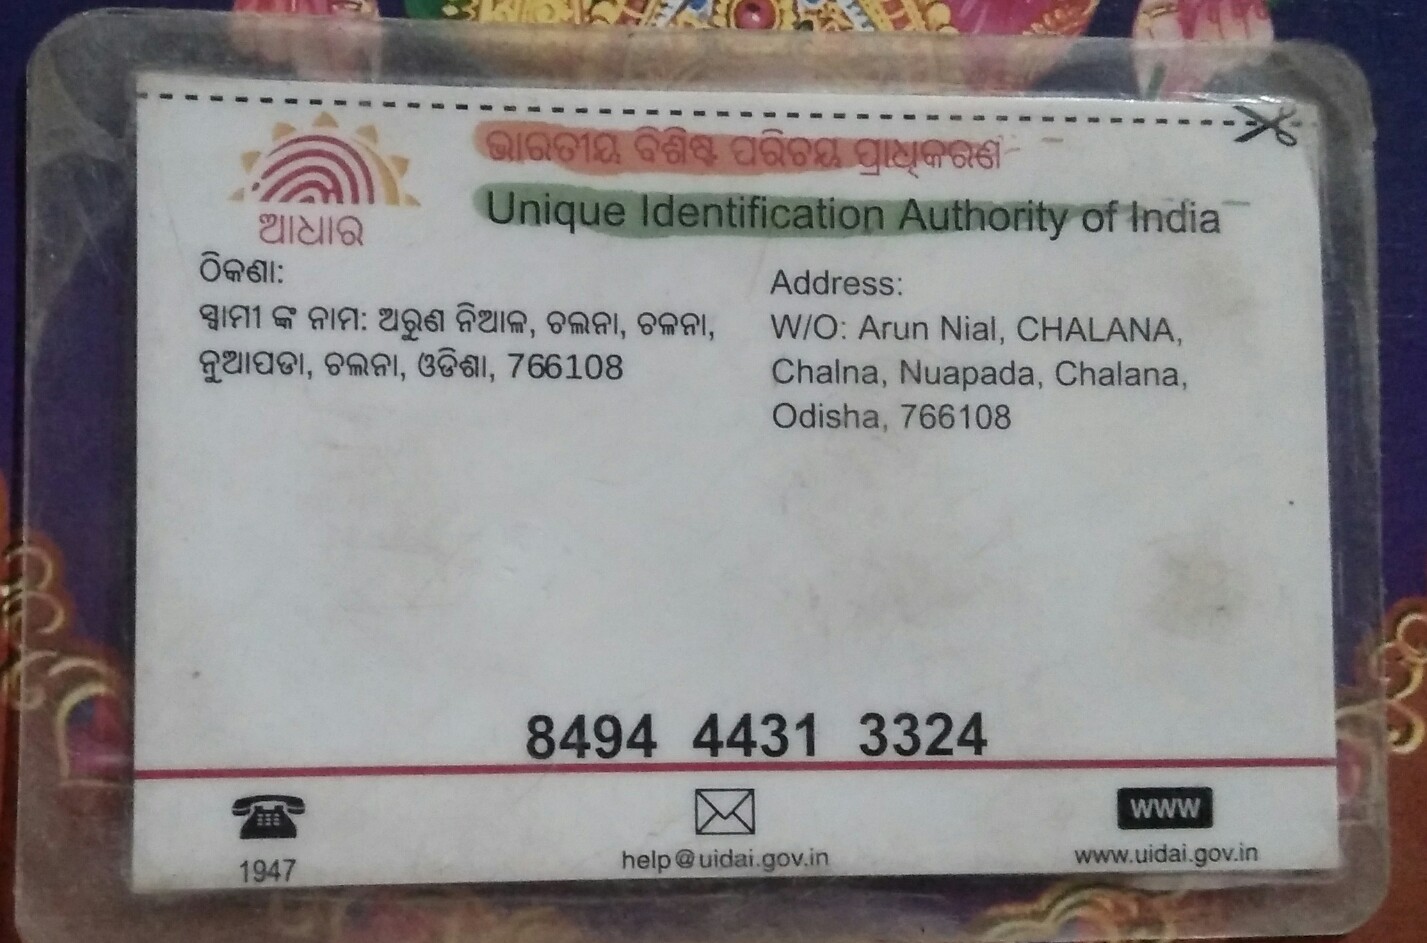 ଭାରତୀୟ ବିଶିଷ୍ଟ ପରିଚୟ ପ୍ରାଧିକରଣ
Unique Identification Authority of India
ଆଧାର
ଠିକଣା:
ସ୍ୱାମୀ ଙ୍କ ନାମ: ଅରୁଣ ନିଆଳ, ଚଲନା, ଚଳନା,
ନୁଆପଡା, ଚଲନା, ଓଡିଶା, 766108
Address:
W/O: Arun Nial, CHALANA,
Chalna, Nuapada, Chalana,
Odisha, 766108
8494 4431 3324
1947
help@uidai.gov.in
WWW
www.uidai.gov.in